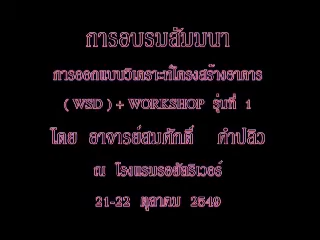 การอบรมสัมมนา
การออกแบบวิเคราะห์โครงสร้างอาคาร
( WSD ) + WORKSHOP รุ่นที่ 1
โดย อาจารย์สมศักดิ์ คำปลิว
ณ โรงแรมรอยัลริเวอร์
21-22 ตุลาคม 2549